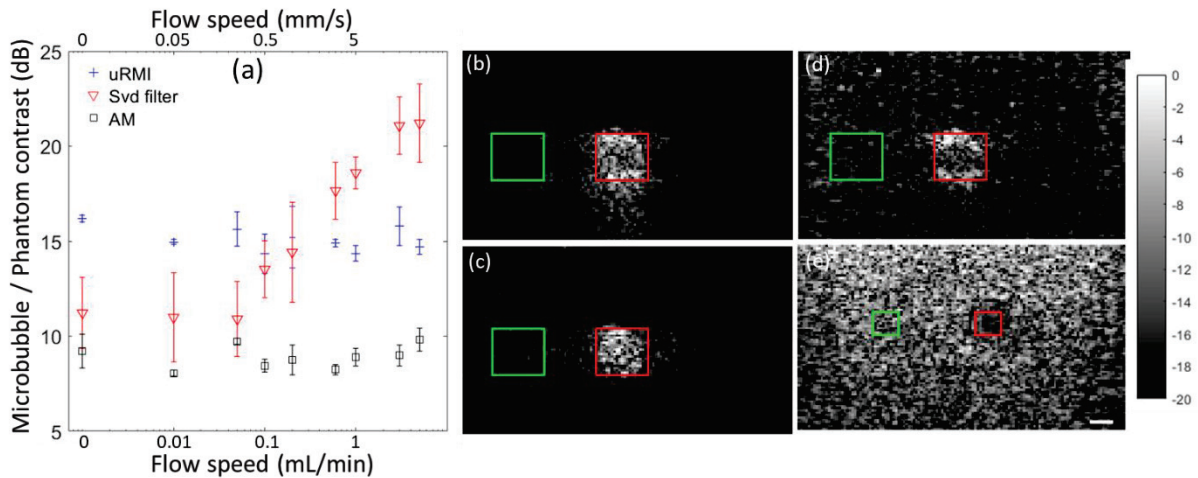 Flow speed (mm/s)
0 0.05 0.5 5
Microbubble / Phantom contrast (dB)
25
20
15
10
5
(a)
uRMI
Svd filter
AM
0 0.01 0.1 1
Flow speed (mL/min)
(b)
(c)
(d)
(e)
0
-2
-4
-6
-8
-10
-12
-14
-16
-18
-20